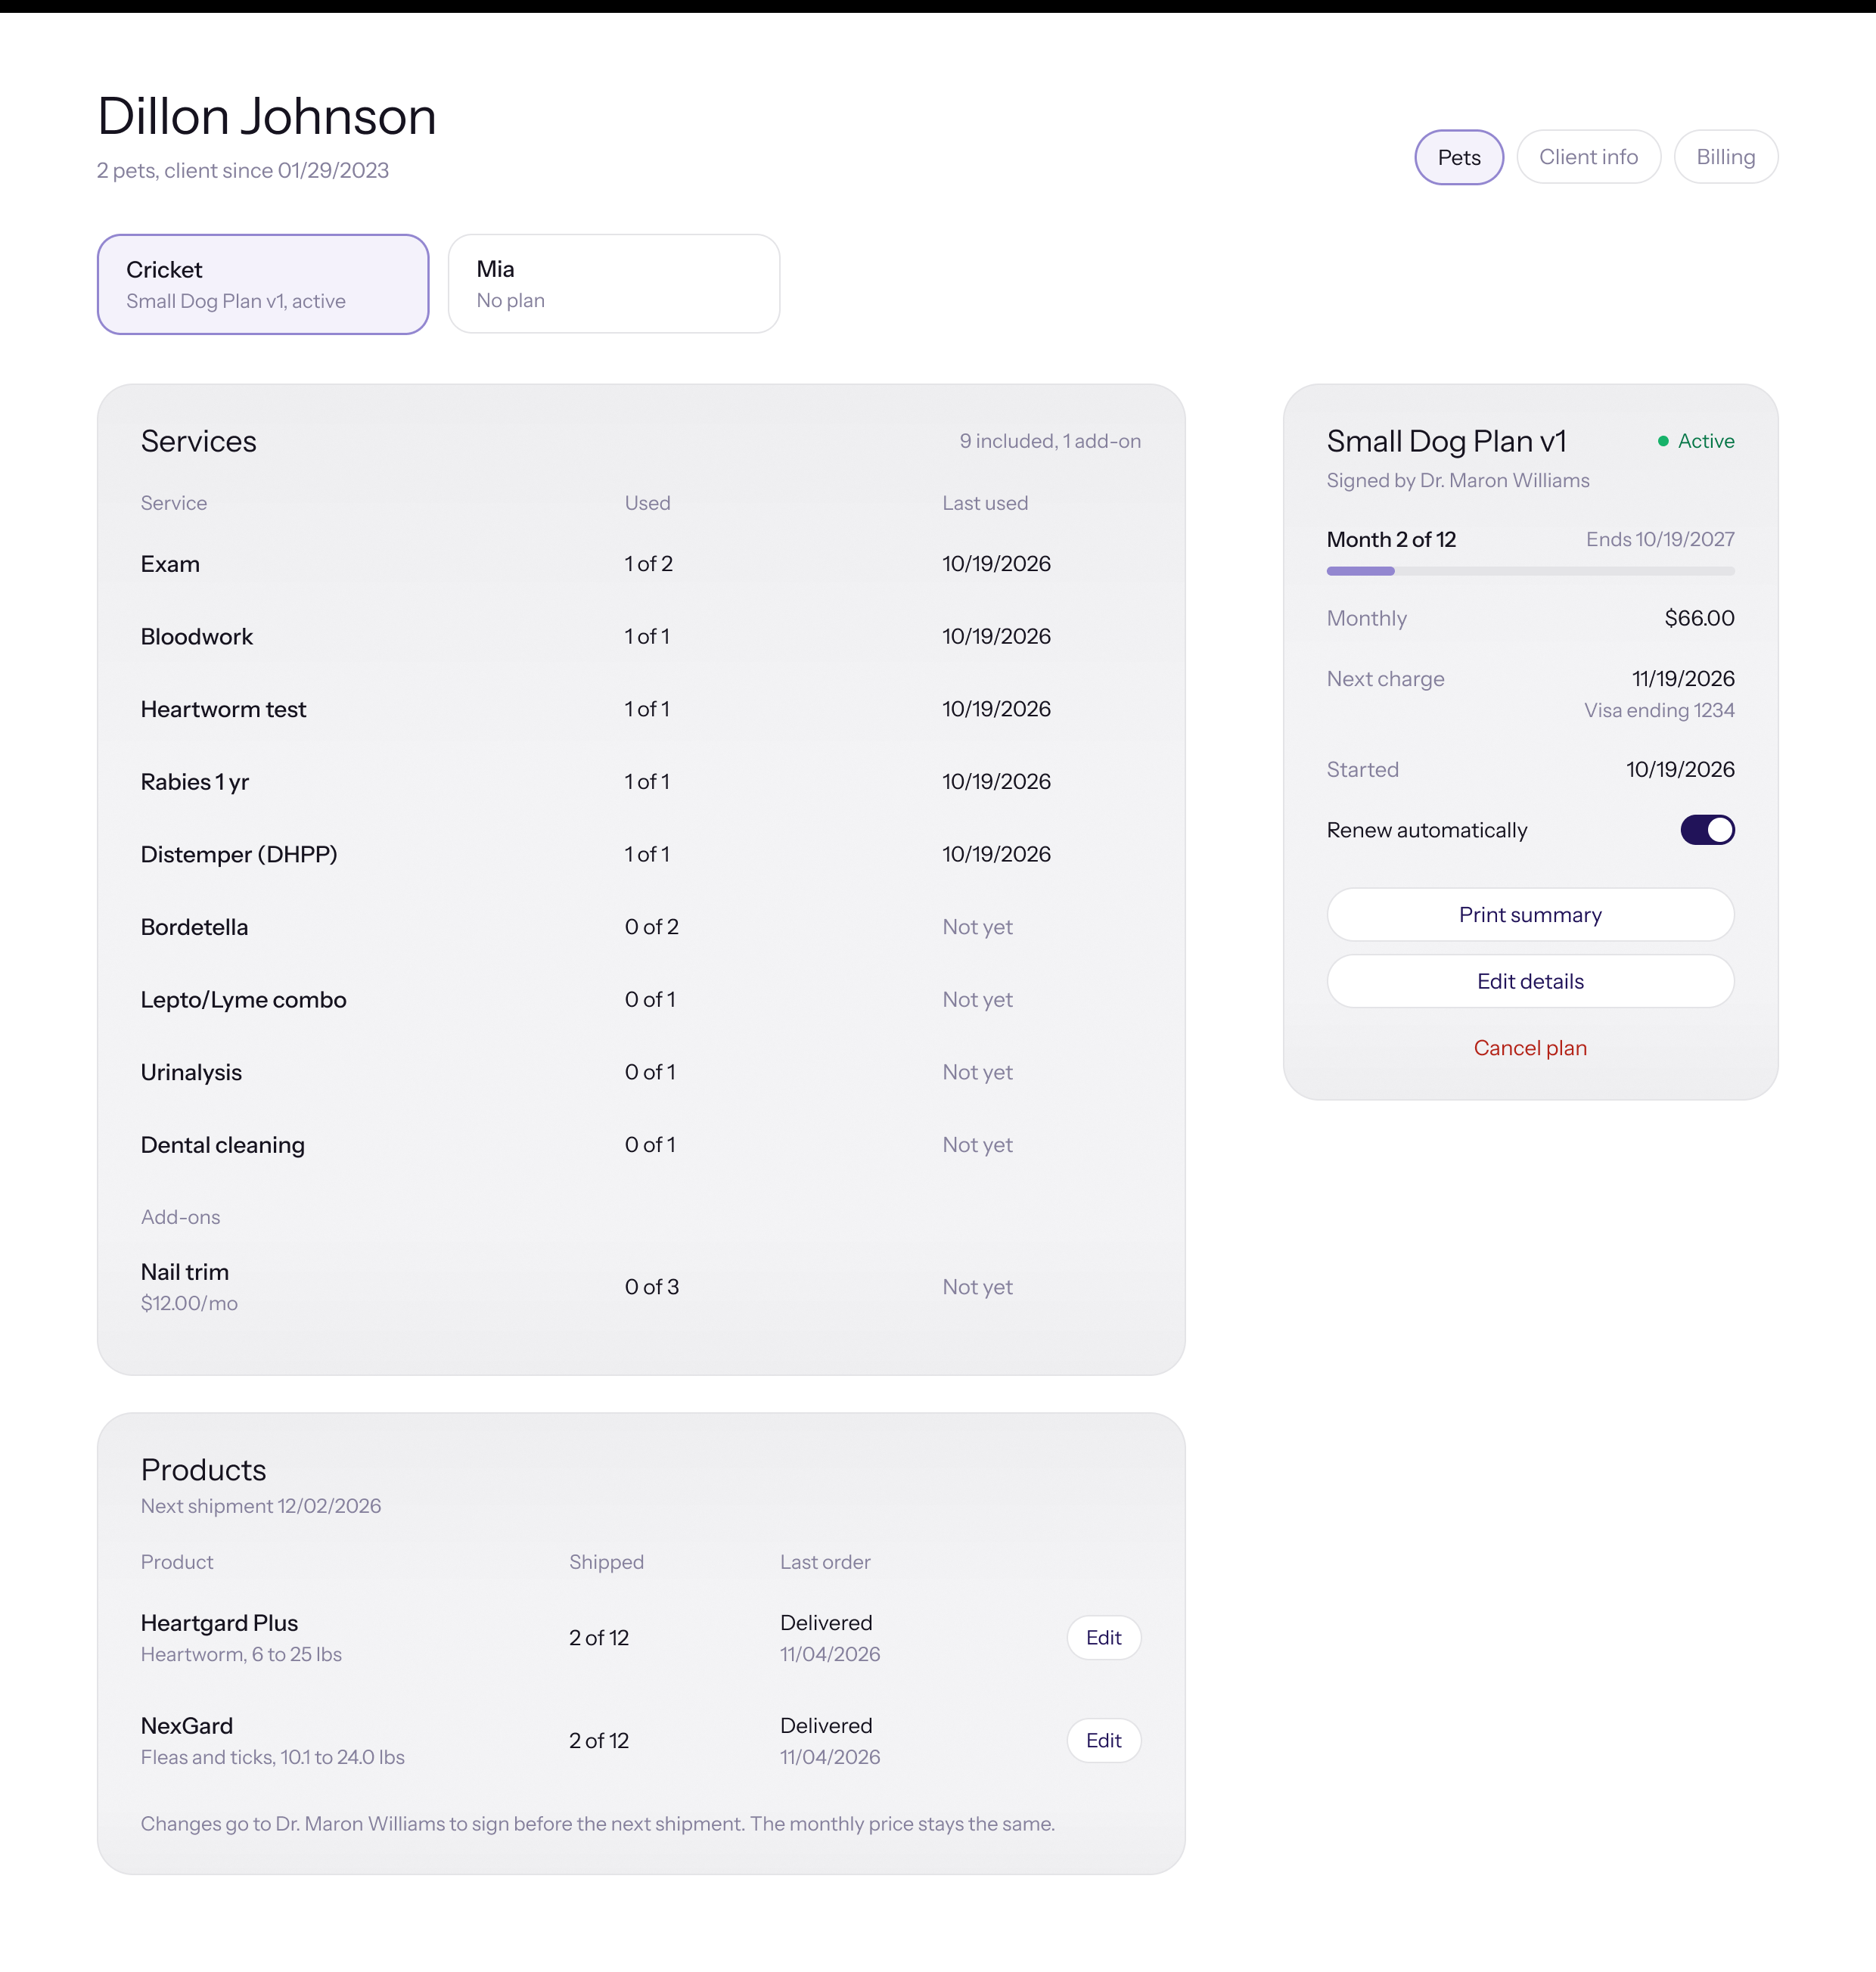 Dillon Johnson
2 pets, client since 01/29/2023
Pets
Client info
Billing
Cricket
Small Dog Plan v1, active
Mia
No plan
Services
9 included, 1 add-on
Service Used Last used
Exam 1 of 2 10/19/2026
Bloodwork 1 of 1 10/19/2026
Heartworm test 1 of 1 10/19/2026
Rabies 1 yr 1 of 1 10/19/2026
Distemper (DHPP) 1 of 1 10/19/2026
Bordetella 0 of 2 Not yet
Lepto/Lyme combo 0 of 1 Not yet
Urinalysis 0 of 1 Not yet
Dental cleaning 0 of 1 Not yet
Add-ons
Nail trim 0 of 3 Not yet
$12.00/mo
Small Dog Plan v1 Active
Signed by Dr. Maron Williams
Month 2 of 12 Ends 10/19/2027
Monthly $66.00
Next charge 11/19/2026
Visa ending 1234
Started 10/19/2026
Renew automatically
Print summary
Edit details
Cancel plan
Products
Next shipment 12/02/2026
Product Shipped Last order
Heartgard Plus 2 of 12 Delivered Edit
Heartworm, 6 to 25 lbs 11/04/2026
NexGard 2 of 12 Delivered Edit
Fleas and ticks, 10.1 to 24.0 lbs 11/04/2026
Changes go to Dr. Maron Williams to sign before the next shipment. The monthly price stays the same.